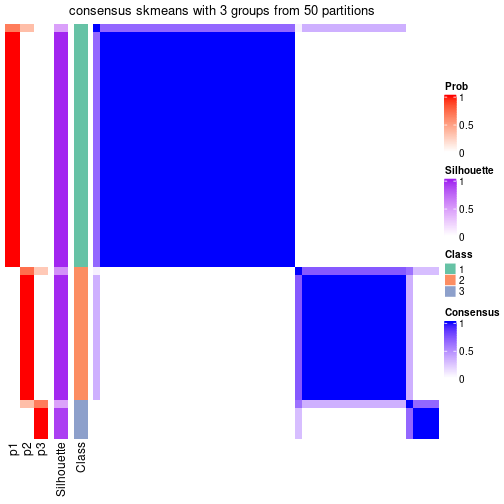 consensus skmeans with 3 groups from 50 partitions
Prob
1
0.5
0
Silhouette
1
0.5
0
Class
1
2
3
Consensus
1
0.5
0
p1
p2
p3
Silhouette
Class